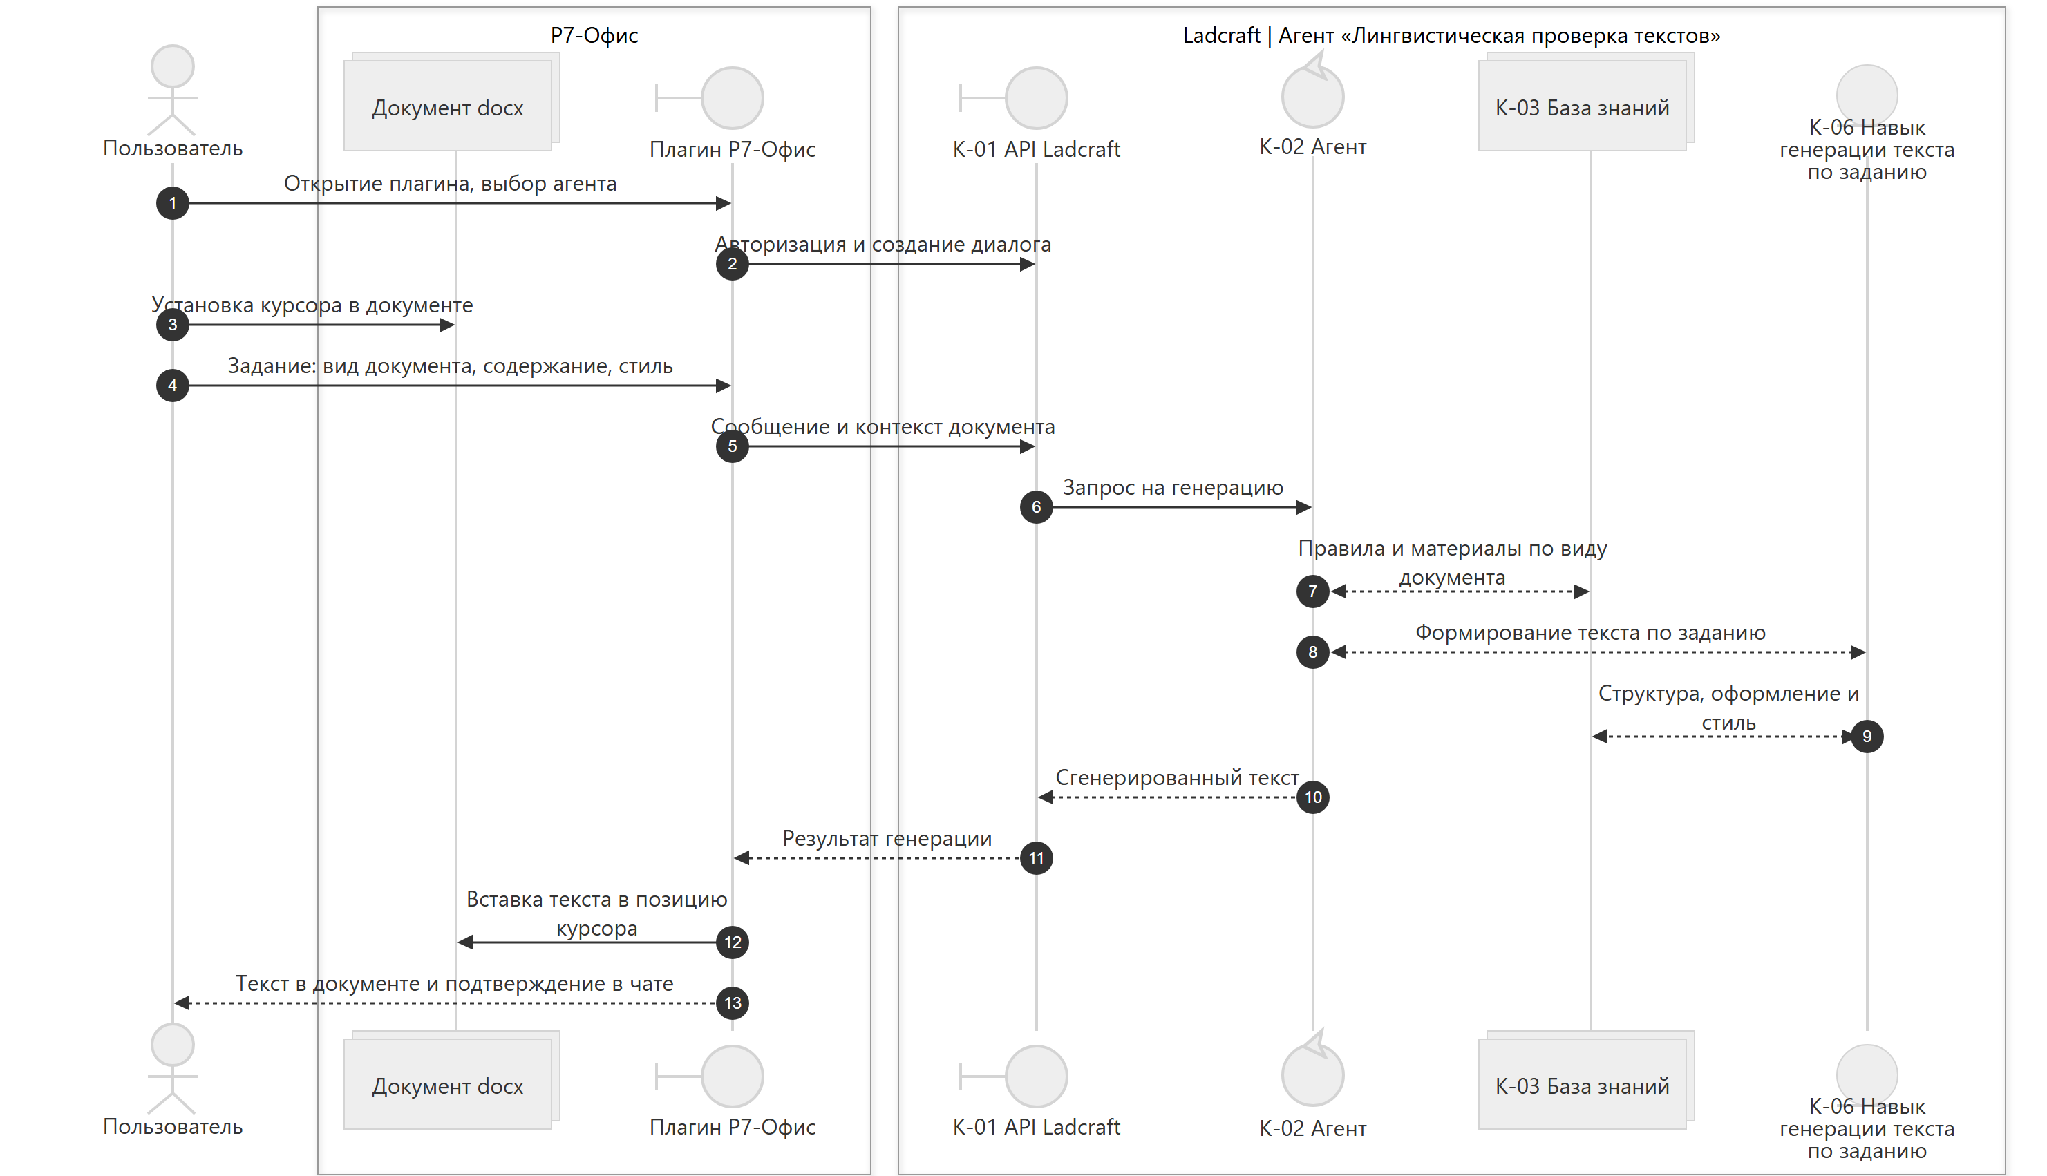 Р7-Офис
Ladcraft | Агент «Лингвистическая проверка текстов»
Пользователь
Документ docx
Плагин Р7-Офис
К-01 API Ladcraft
К-02 Агент
К-03 База знаний
К-06 Навык
генерации текста
по заданию
Открытие плагина, выбор агента
1
Авторизация и создание диалога
2
Установка курсора в документе
3
Задание: вид документа, содержание, стиль
4
Сообщение и контекст документа
5
Запрос на генерацию
6
Правила и материалы по виду
документа
7
Формирование текста по заданию
8
Структура, оформление и
стиль
9
Сгенерированный текст
10
Результат генерации
11
Вставка текста в позицию
курсора
12
Текст в документе и подтверждение в чате
13
Пользователь
Документ docx
Плагин Р7-Офис
К-01 API Ladcraft
К-02 Агент
К-03 База знаний
К-06 Навык
генерации текста
по заданию